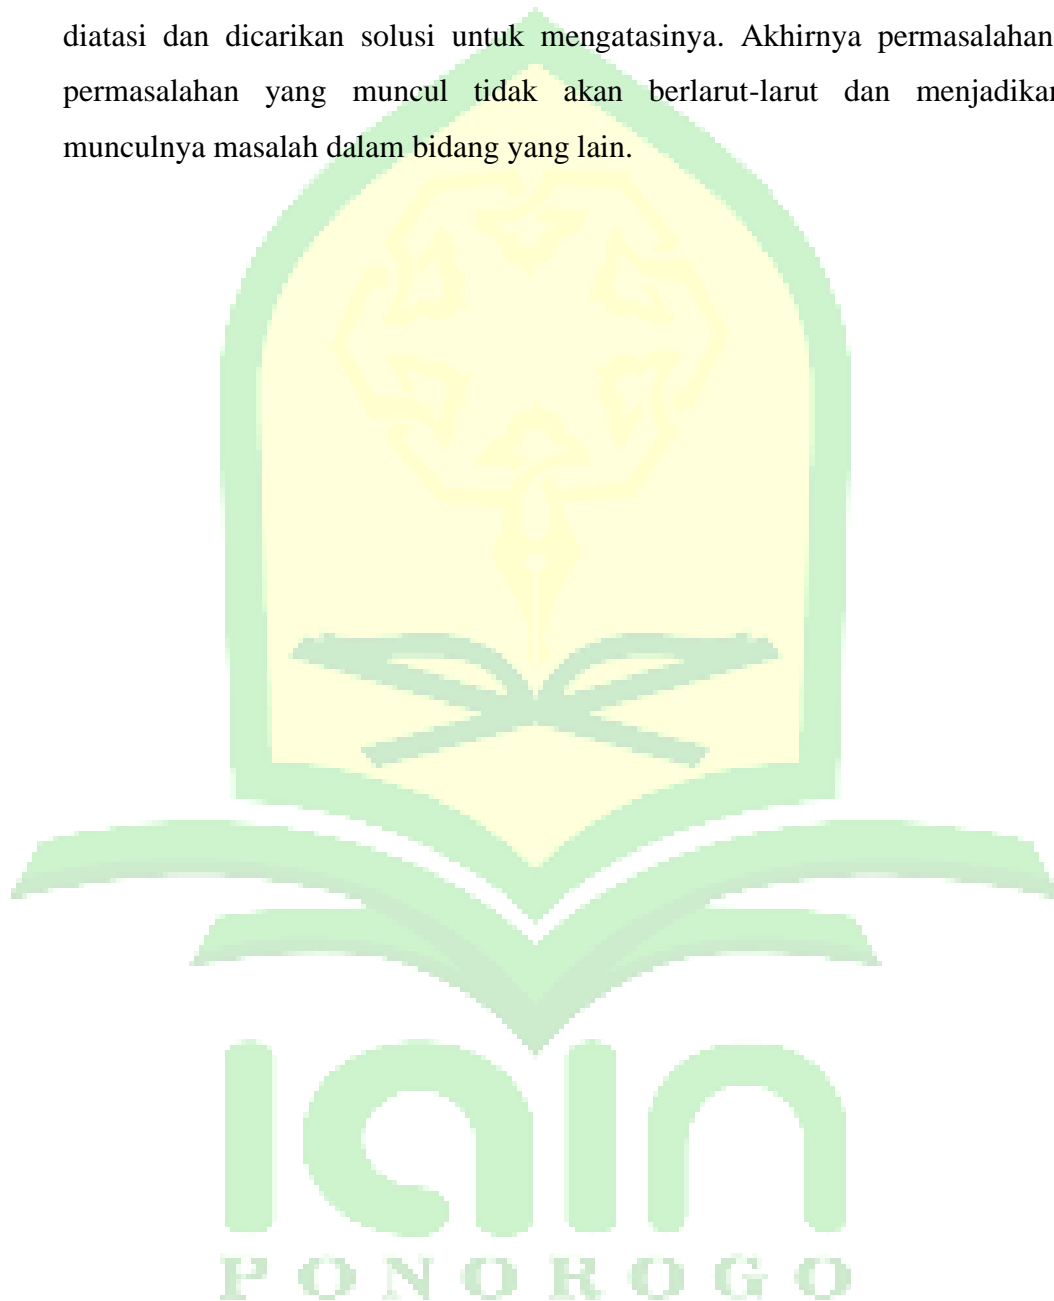 diatasi dan dicarikan solusi untuk mengatasinya. Akhirnya permasalahan
permasalahan yang muncul tidak akan berlarut-larut dan menjadikan
munculnya masalah dalam bidang yang lain.
iain
PONOROGO